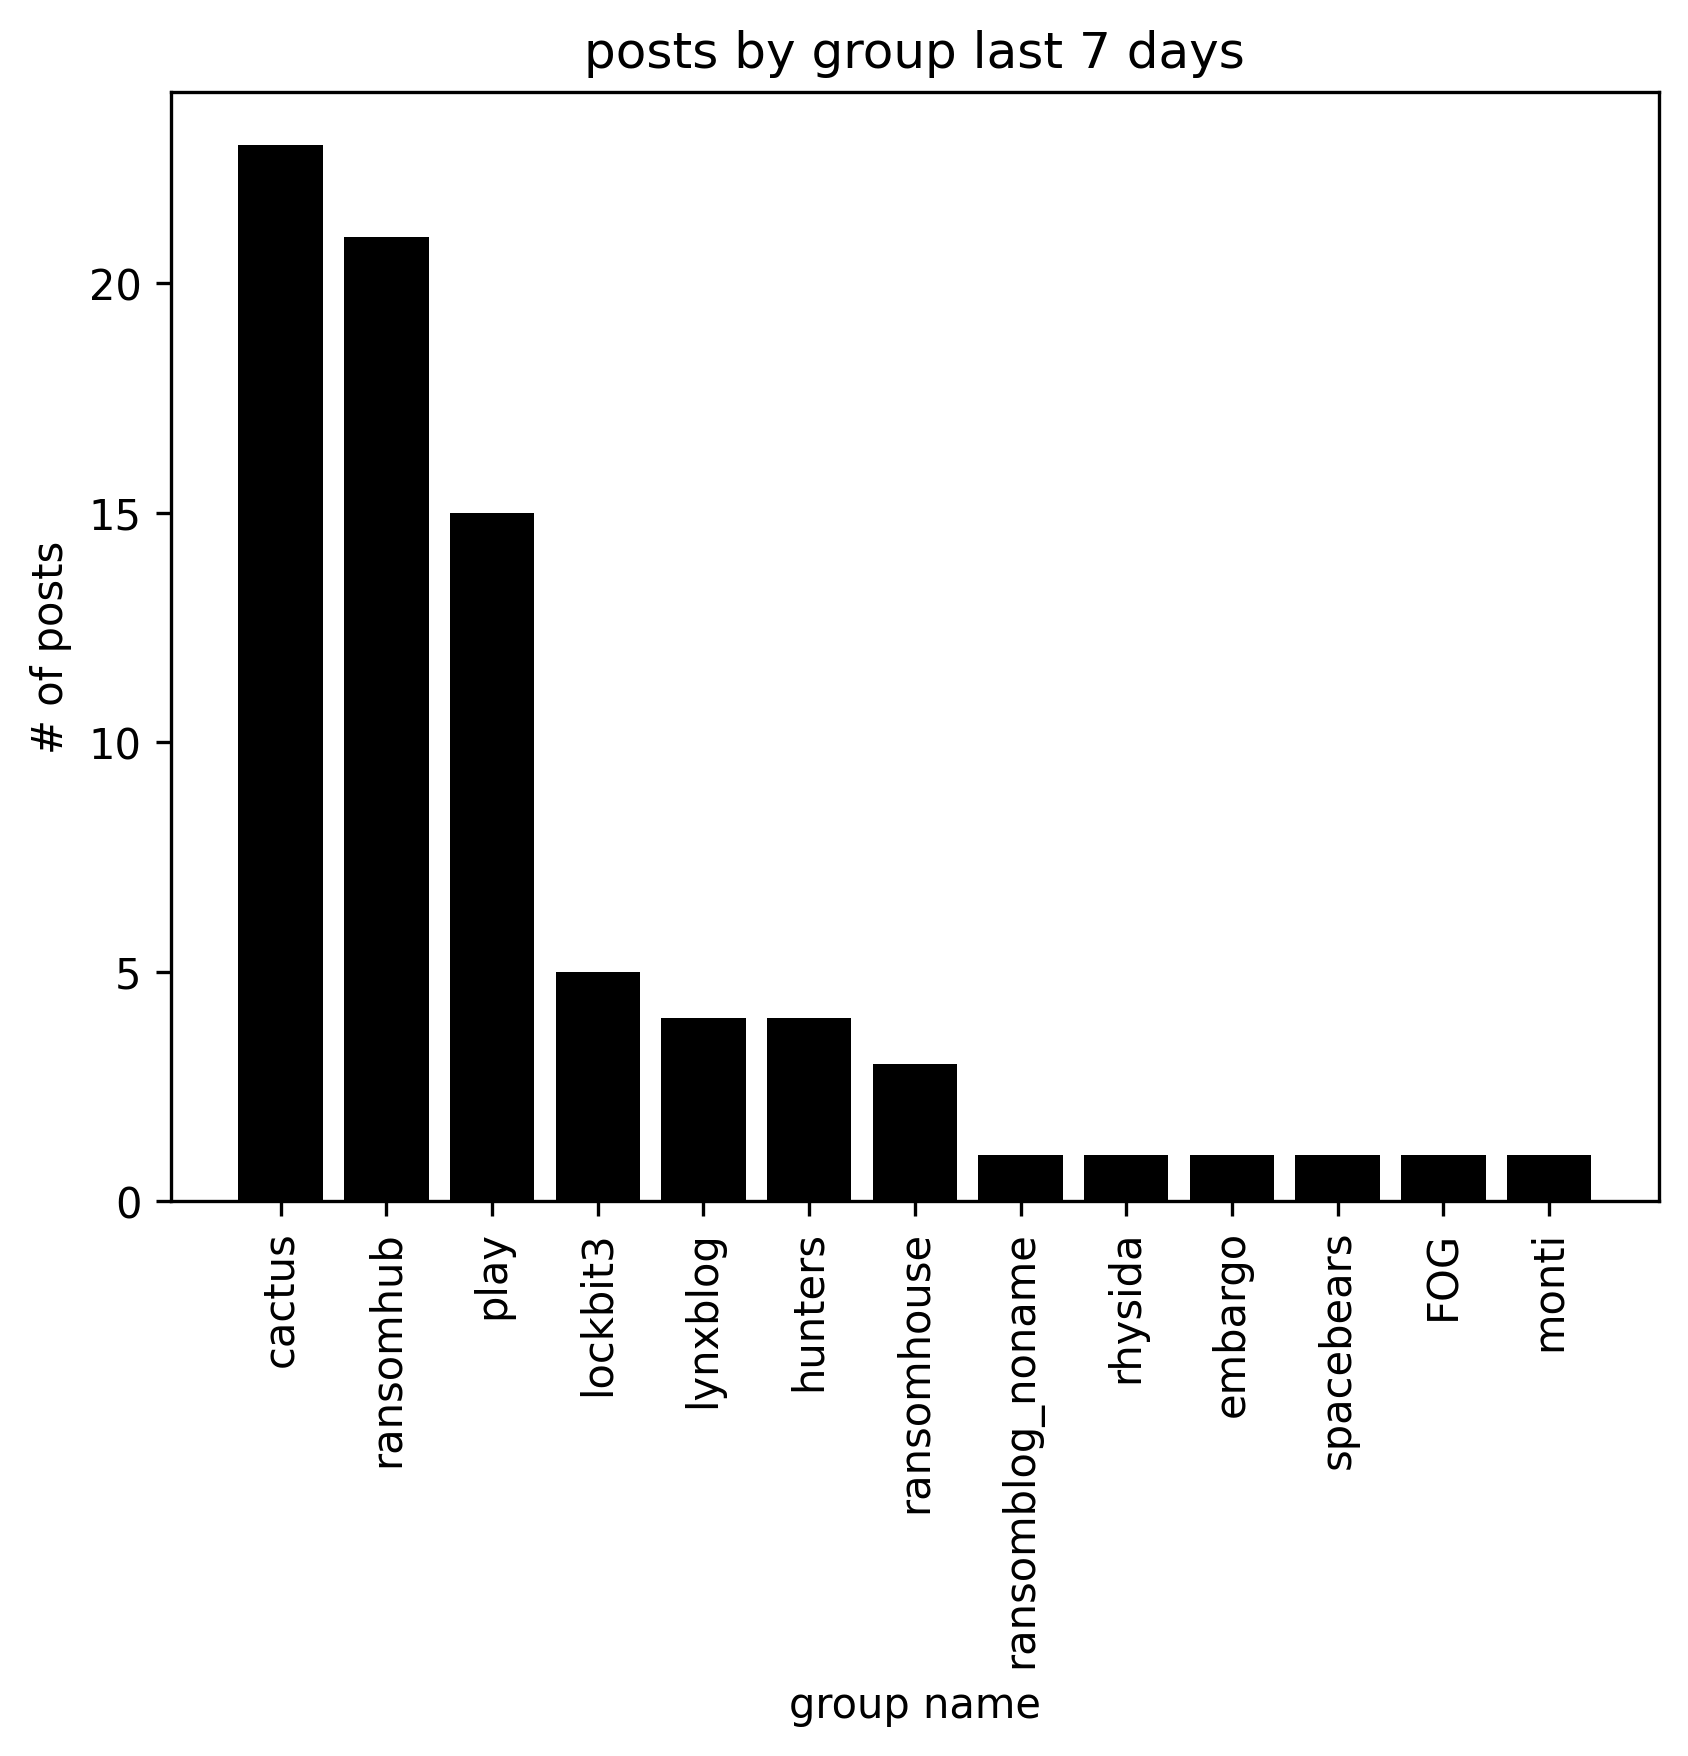 posts by group last 7 days
# of posts
20
15
10
5
0
cactus
ransomhub
play
lockbit3
lynxblog
hunters
ransomhouse
ransomblog_noname
rhysida
embargo
spacebears
FOG
monti
group name